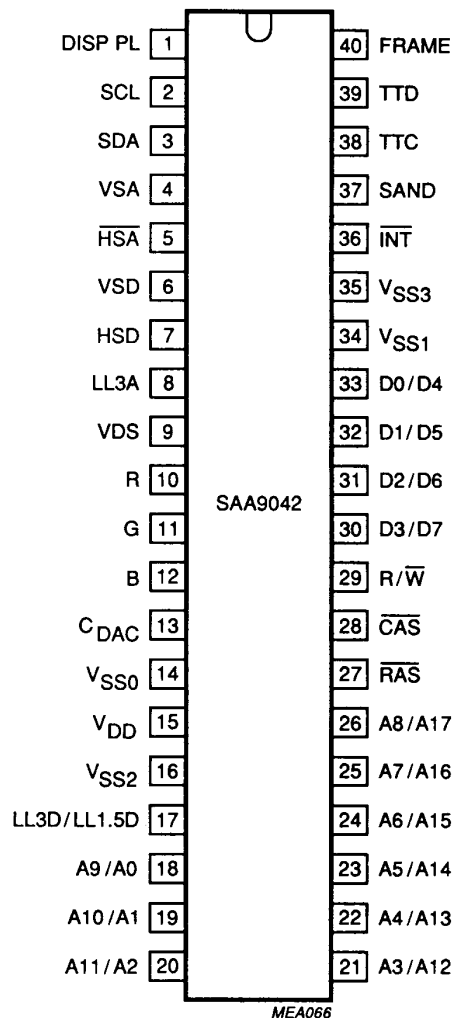 DISP PL 1 40 FRAME
SCL 2 39 TTD
SDA 3 38 TTC
VSA 4 37 SAND
H̅S̅A̅ 5 36 I̅N̅T̅
VSD 6 35 VSS3
HSD 7 34 VSS1
LL3A 8 33 D0/D4
VDS 9 32 D1/D5
R 10 31 D2/D6
SAA9042
G 11 30 D3/D7
B 12 29 R/W̅
CDAC 13 28 C̅A̅S̅
VSS0 14 27 R̅A̅S̅
VDD 15 26 A8/A17
VSS2 16 25 A7/A16
LL3D/LL1.5D 17 24 A6/A15
A9/A0 18 23 A5/A14
A10/A1 19 22 A4/A13
A11/A2 20 21 A3/A12
MEA066